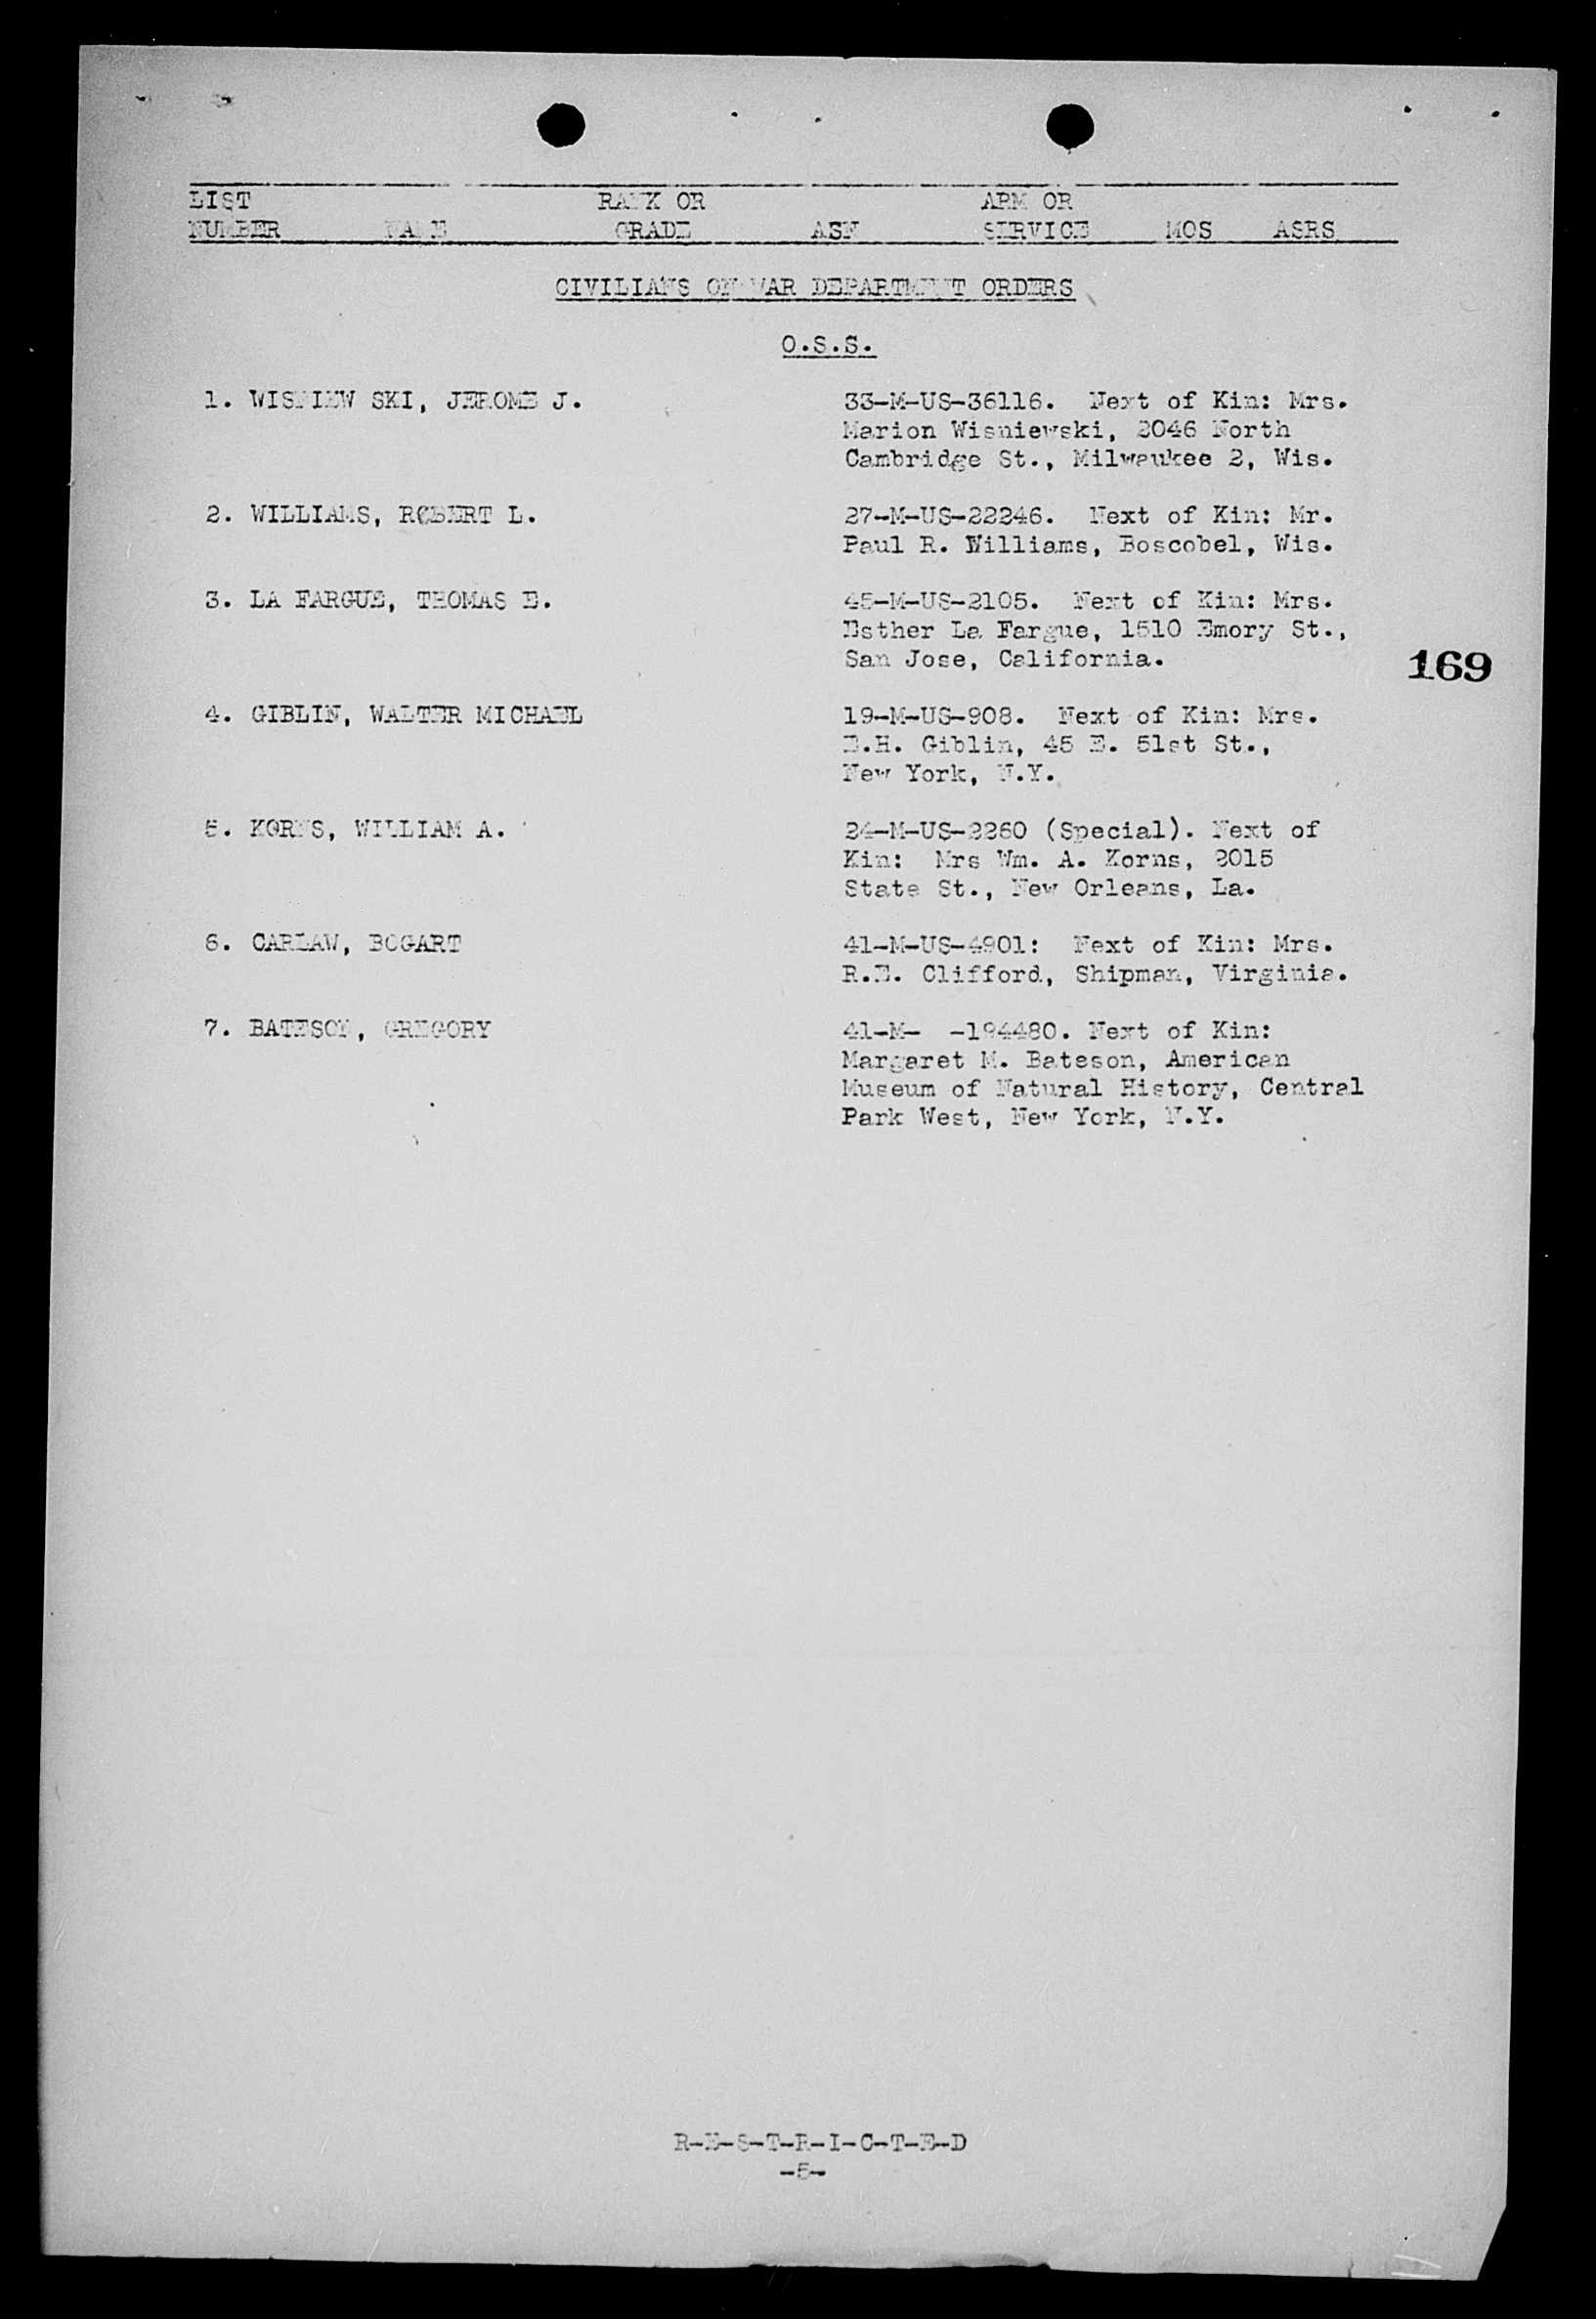 LIST RANK OR ARM OR
NUMBER NAME GRADE ASN SERVICE MOS ASRS
CIVILIANS ON WAR DEPARTMENT ORDERS
O.S.S.
1. WISNIEW SKI, JEROME J. 33-M-US-36116. Next of Kin: Mrs.
Marion Wisniewski, 2046 North
Cambridge St., Milwaukee 2, Wis.
2. WILLIAMS, ROBERT L. 27-M-US-22246. Next of Kin: Mr.
Paul R. Williams, Boscobel, Wis.
3. LA FARGUE, THOMAS E. 45-M-US-2105. Next of Kin: Mrs.
Esther La Fargue, 1510 Emory St.,
San Jose, California.
169
4. GIBLIN, WALTER MICHAEL 19-M-US-908. Next of Kin: Mrs.
E.H. Giblin, 45 E. 51st St.,
New York, N.Y.
5. KORNS, WILLIAM A. 24-M-US-2260 (Special). Next of
Kin: Mrs Wm. A. Korns, 2015
State St., New Orleans, La.
6. CARLAW, BOGART 41-M-US-4901: Next of Kin: Mrs.
R.E. Clifford, Shipman, Virginia.
7. BATESON, GREGORY 41-M- -194480. Next of Kin:
Margaret M. Bateson, American
Museum of Natural History, Central
Park West, New York, N.Y.
R-E-S-T-R-I-C-T-E-D
-5-